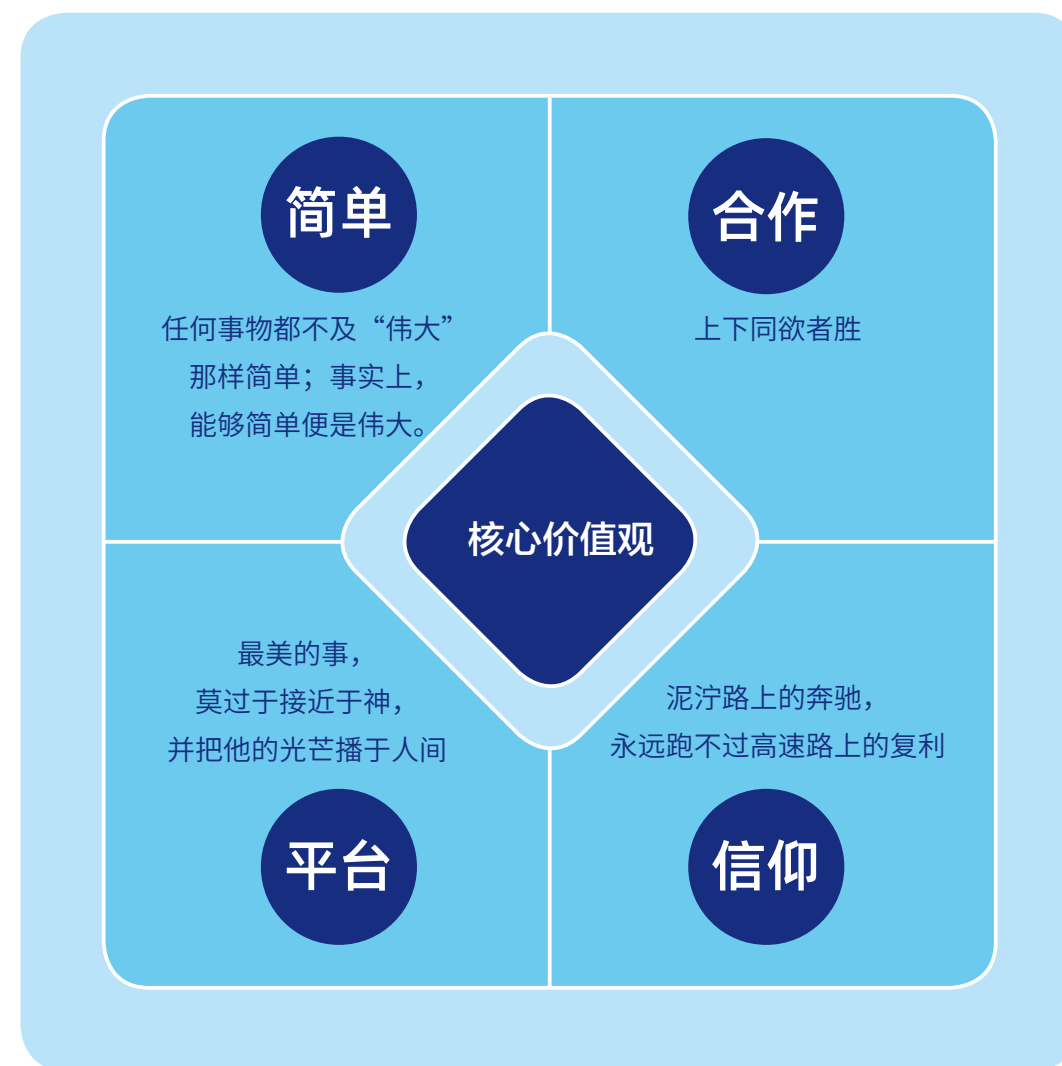 简单
任何事物都不及“伟大”
那样简单；事实上，
能够简单便是伟大。
合作
上下同欲者胜
核心价值观
最美的事，
莫过于接近于神，
并把他的光芒播于人间
平台
泥泞路上的奔驰，
永远跑不过高速路上的复利
信仰